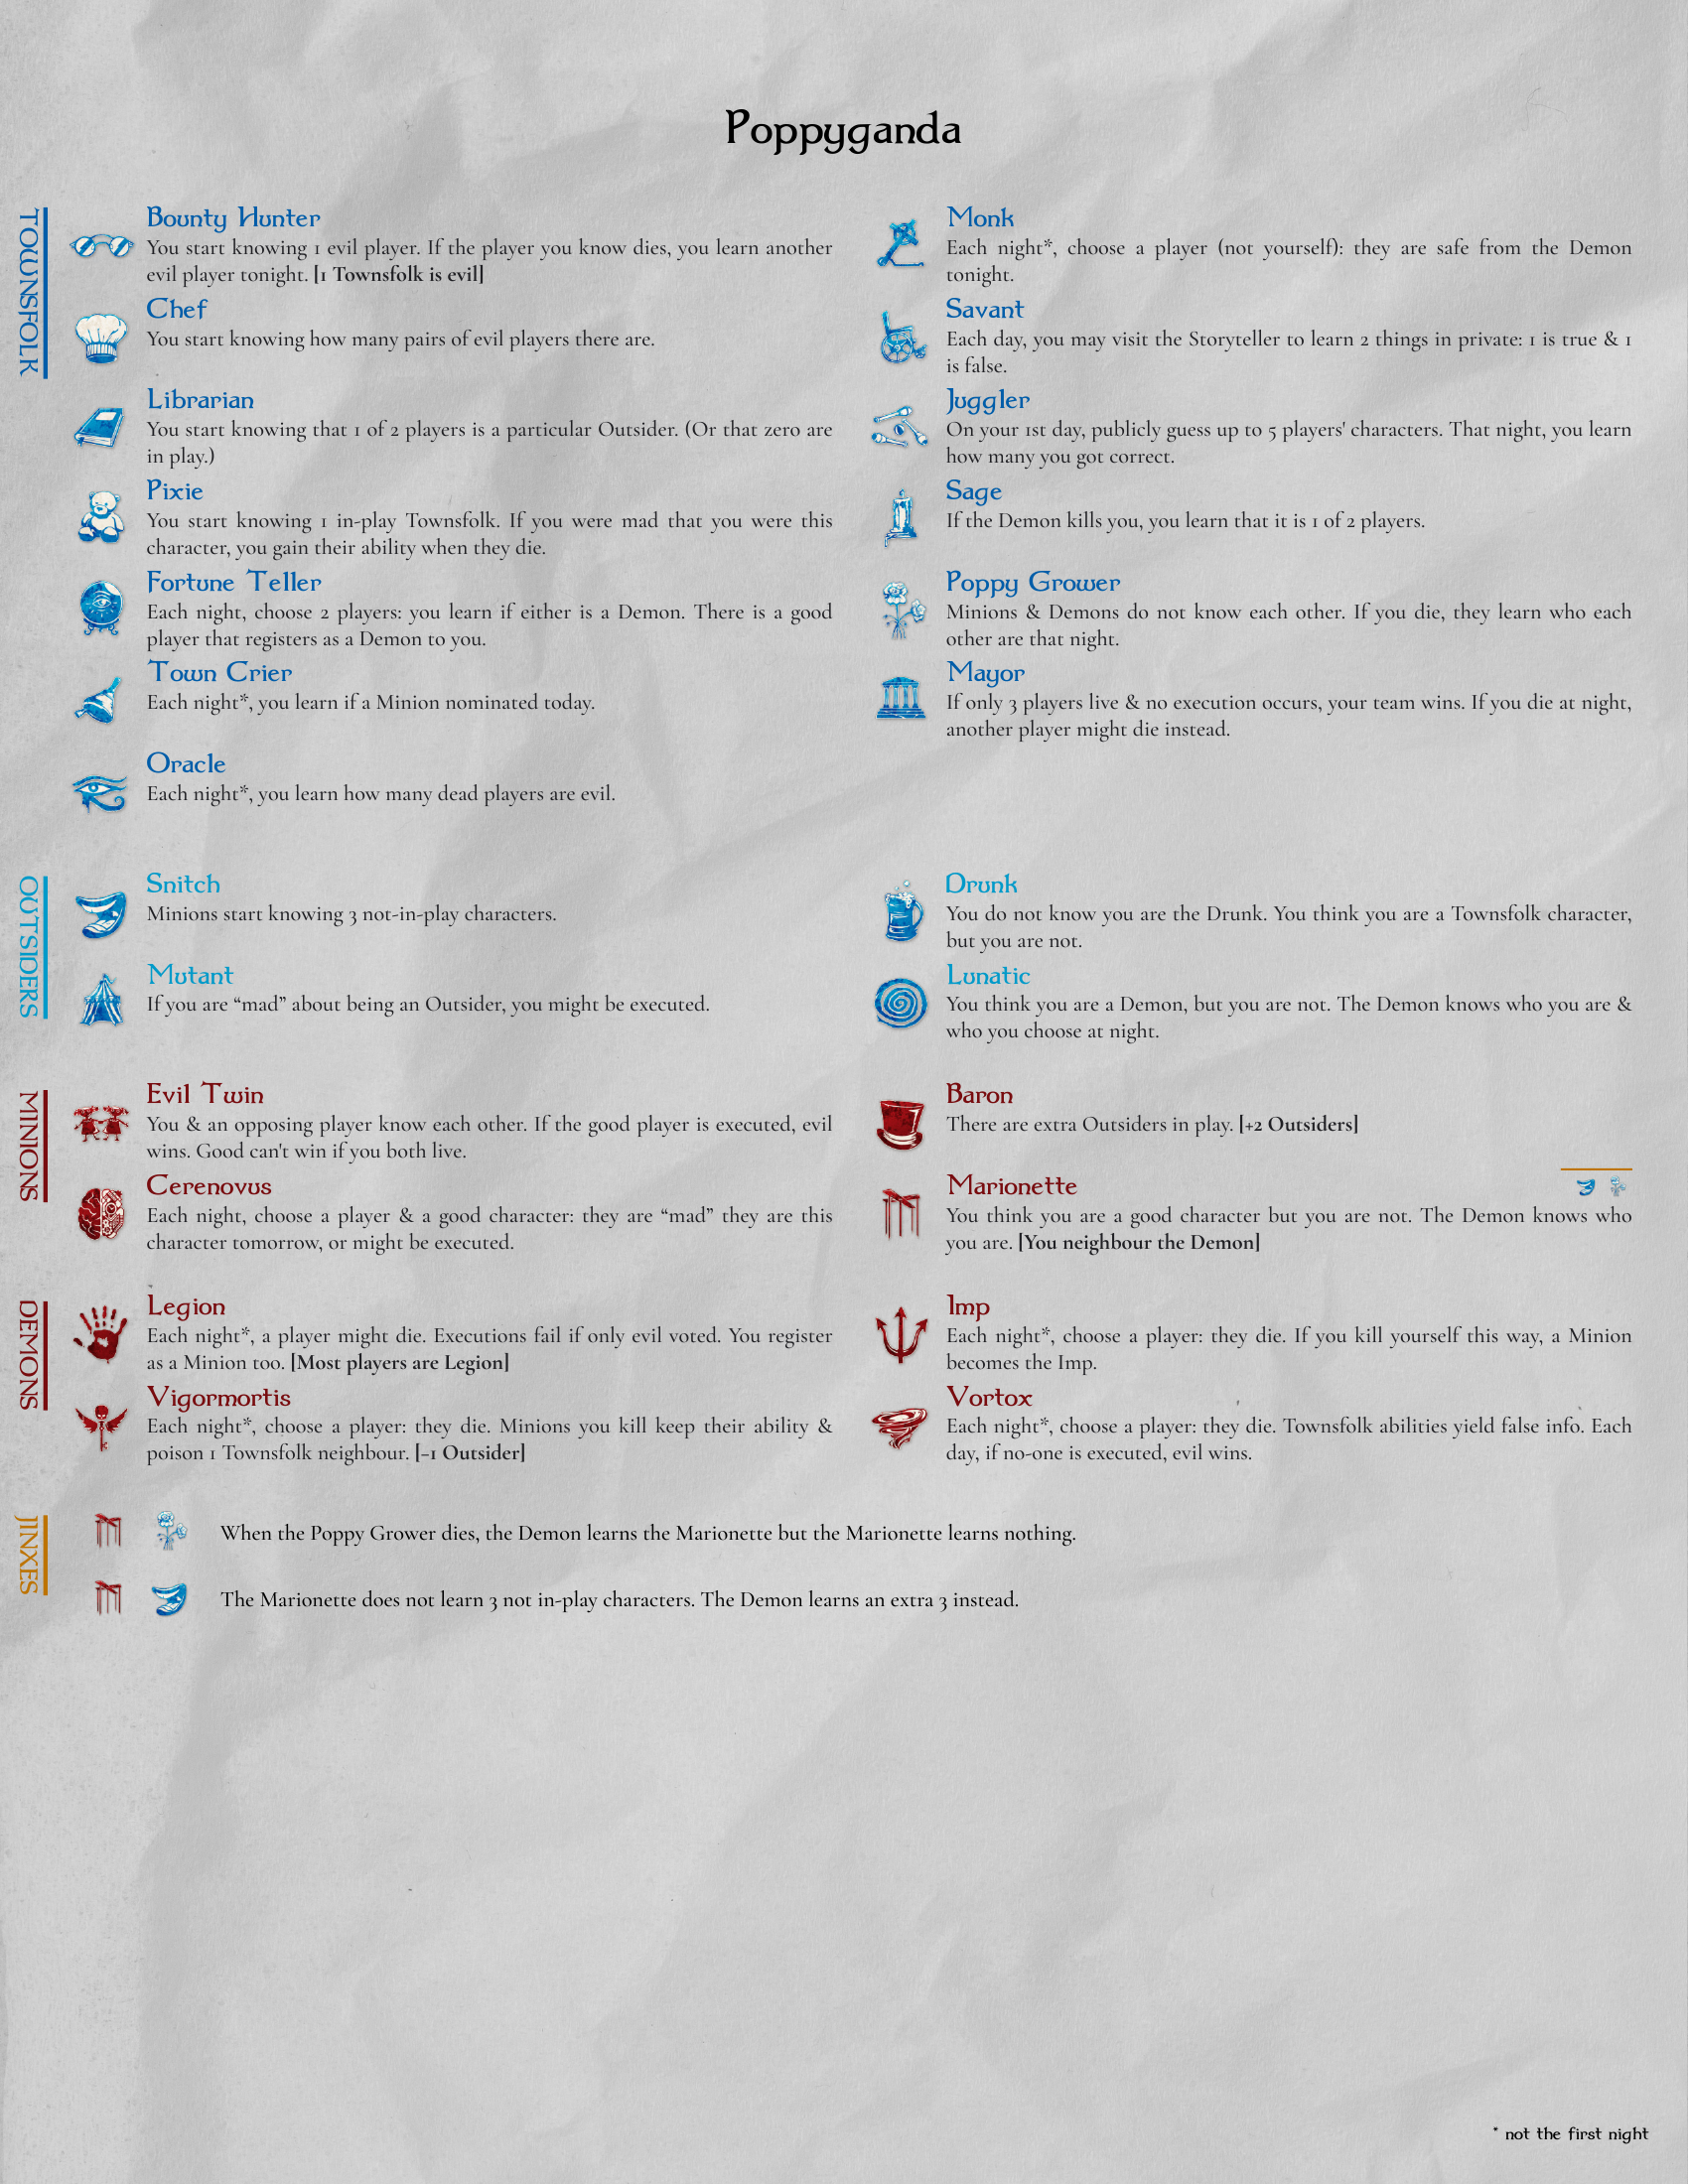 Poppyganda
TOWNSFOLK
Bounty Hunter
You start knowing 1 evil player. If the player you know dies, you learn another
evil player tonight. [1 Townsfolk is evil]
Chef
You start knowing how many pairs of evil players there are.
Librarian
You start knowing that 1 of 2 players is a particular Outsider. (Or that zero are
in play.)
Pixie
You start knowing 1 in-play Townsfolk. If you were mad that you were this
character, you gain their ability when they die.
Fortune Teller
Each night, choose 2 players: you learn if either is a Demon. There is a good
player that registers as a Demon to you.
Town Crier
Each night*, you learn if a Minion nominated today.
Oracle
Each night*, you learn how many dead players are evil.
Monk
Each night*, choose a player (not yourself): they are safe from the Demon
tonight.
Savant
Each day, you may visit the Storyteller to learn 2 things in private: 1 is true & 1
is false.
Juggler
On your 1st day, publicly guess up to 5 players' characters. That night, you learn
how many you got correct.
Sage
If the Demon kills you, you learn that it is 1 of 2 players.
Poppy Grower
Minions & Demons do not know each other. If you die, they learn who each
other are that night.
Mayor
If only 3 players live & no execution occurs, your team wins. If you die at night,
another player might die instead.
OUTSIDERS
Snitch
Minions start knowing 3 not-in-play characters.
Mutant
If you are “mad” about being an Outsider, you might be executed.
Drunk
You do not know you are the Drunk. You think you are a Townsfolk character,
but you are not.
Lunatic
You think you are a Demon, but you are not. The Demon knows who you are &
who you choose at night.
MINIONS
Evil Twin
You & an opposing player know each other. If the good player is executed, evil
wins. Good can't win if you both live.
Cerenovus
Each night, choose a player & a good character: they are “mad” they are this
character tomorrow, or might be executed.
Baron
There are extra Outsiders in play. [+2 Outsiders]
Marionette
You think you are a good character but you are not. The Demon knows who
you are. [You neighbour the Demon]
DEMONS
Legion
Each night*, a player might die. Executions fail if only evil voted. You register
as a Minion too. [Most players are Legion]
Vigormortis
Each night*, choose a player: they die. Minions you kill keep their ability &
poison 1 Townsfolk neighbour. [-1 Outsider]
Imp
Each night*, choose a player: they die. If you kill yourself this way, a Minion
becomes the Imp.
Vortox
Each night*, choose a player: they die. Townsfolk abilities yield false info. Each
day, if no-one is executed, evil wins.
JINXES
When the Poppy Grower dies, the Demon learns the Marionette but the Marionette learns nothing.
The Marionette does not learn 3 not in-play characters. The Demon learns an extra 3 instead.
* not the first night